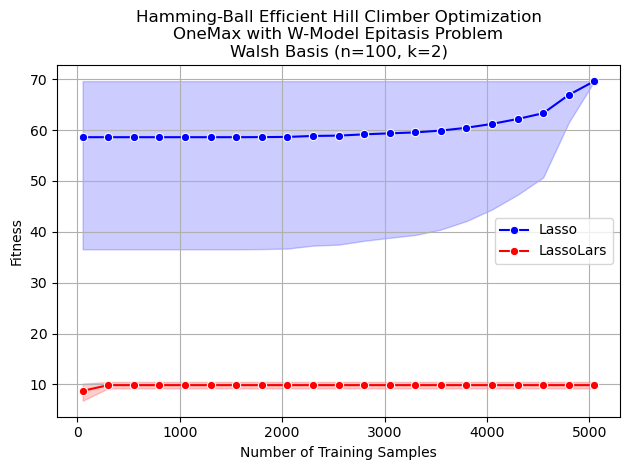 Hamming-Ball Efficient Hill Climber Optimization
OneMax with W-Model Epitasis Problem
Walsh Basis (n=100, k=2)
70
60
50
40
30
20
10
Fitness
Lasso
LassoLars
0
1000
2000
3000
4000
5000
Number of Training Samples